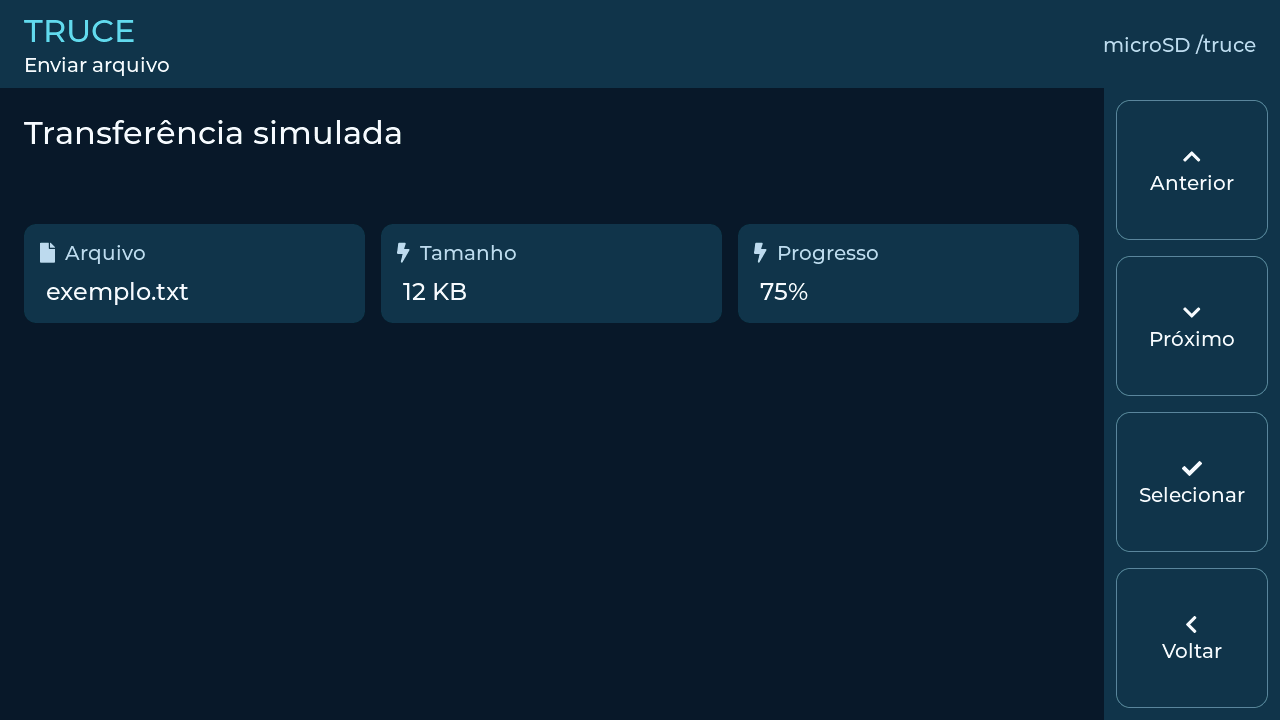 TRUCE
Enviar arquivo
microSD /truce
Transferência simulada
Arquivo
exemplo.txt
Tamanho
12 KB
Progresso
75%
Anterior
Próximo
Selecionar
Voltar